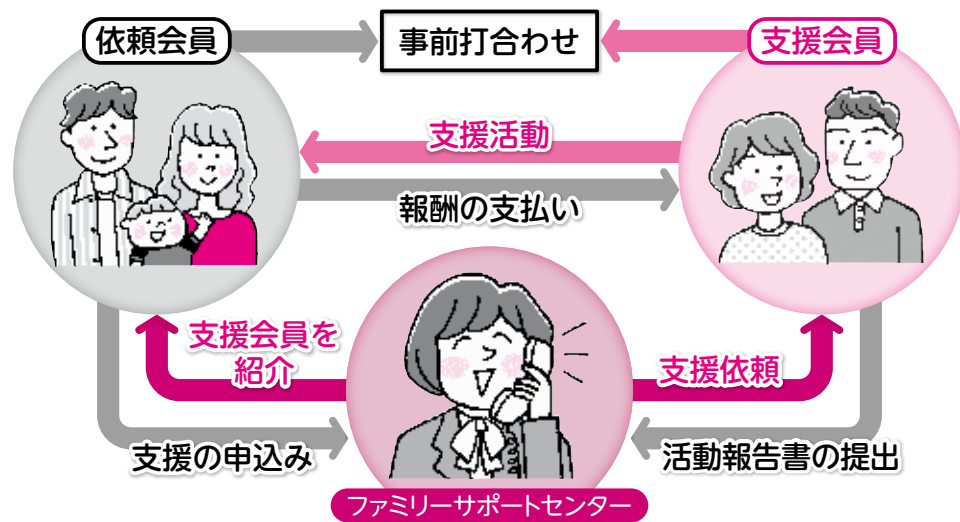 依頼会員
事前打合わせ
支援会員
支援活動
報酬の支払い
支援会員を
紹介
支援依頼
支援の申込み
活動報告書の提出
ファミリーサポートセンター